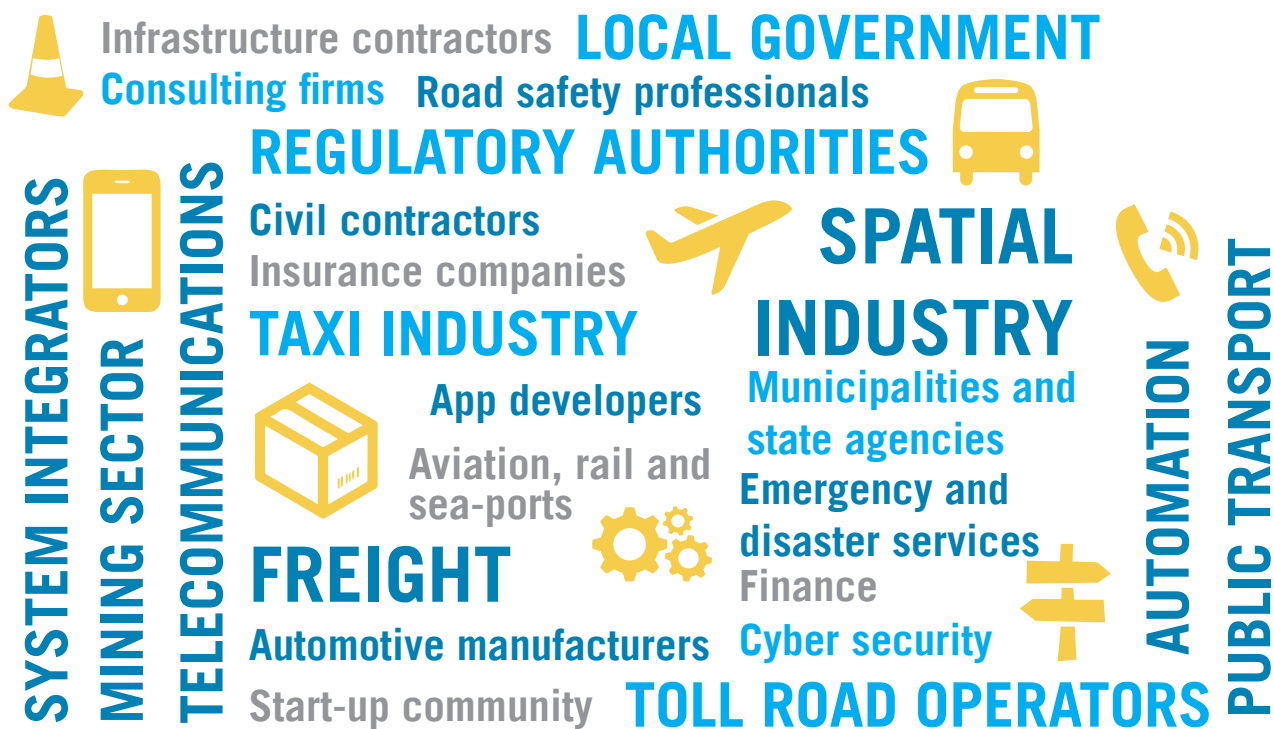 Infrastructure contractors
LOCAL GOVERNMENT
Consulting firms
Road safety professionals
REGULATORY AUTHORITIES
SYSTEM INTEGRATORS
MINING SECTOR
TELECOMMUNICATIONS
Civil contractors
Insurance companies
TAXI INDUSTRY
SPATIAL
INDUSTRY
App developers
Aviation, rail and
sea-ports
Municipalities and
state agencies
Emergency and
disaster services
FREIGHT
Finance
Automotive manufacturers
Cyber security
Start-up community
TOLL ROAD OPERATORS
AUTOMATION
PUBLIC TRANSPORT